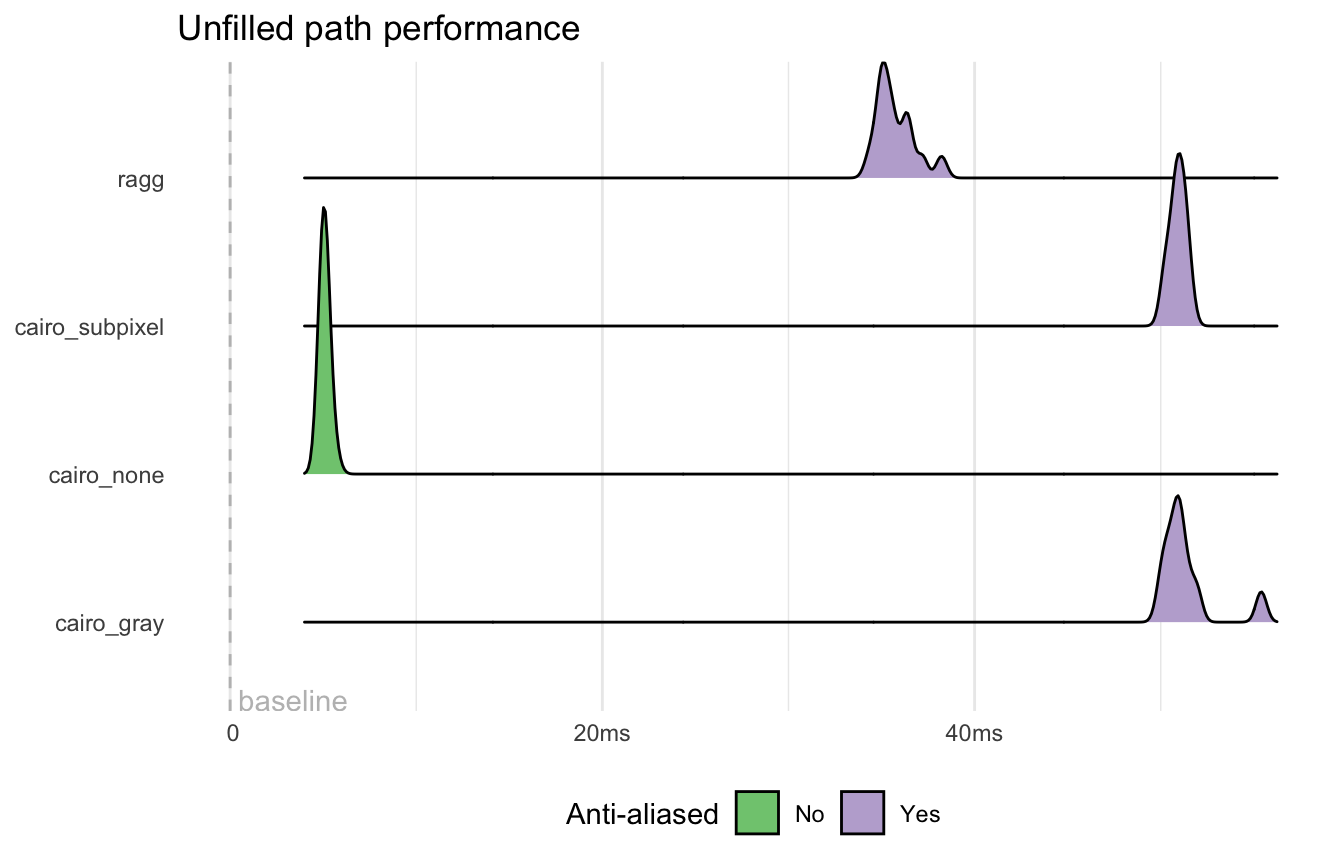 Unfilled path performance
ragg
cairo_subpixel
cairo_none
cairo_gray
baseline
0 20ms 40ms
Anti-aliased No Yes